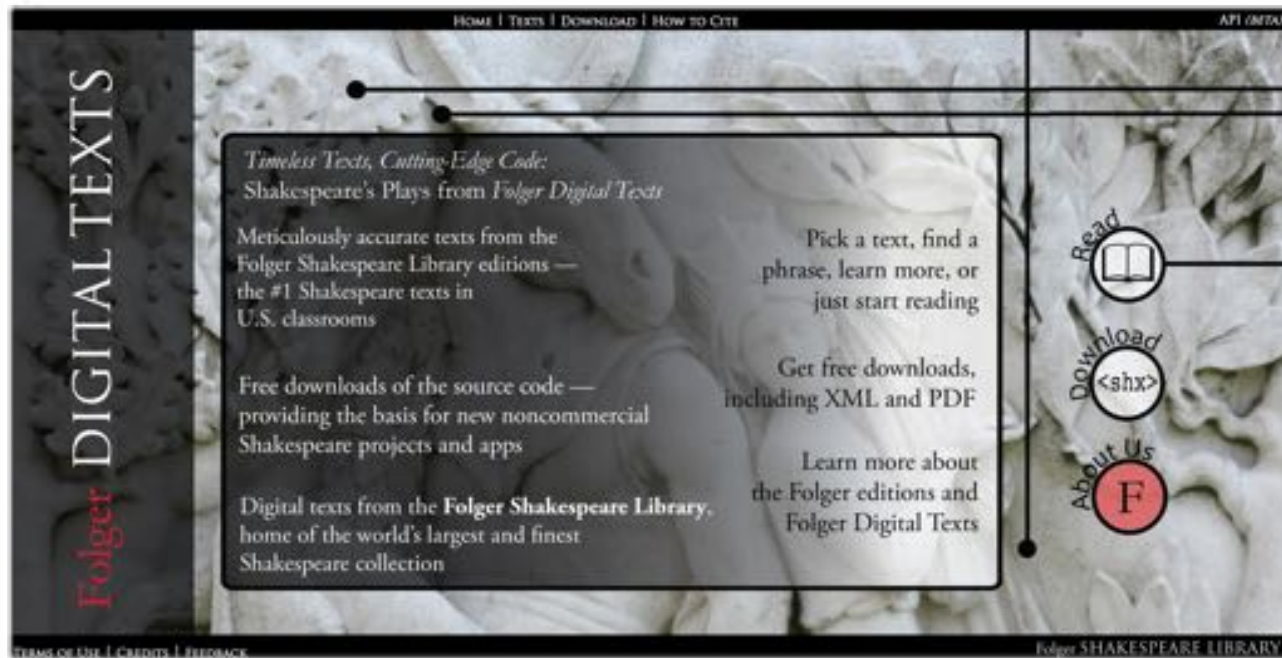 HOME | TEXTS | DOWNLOAD | HOW TO CITE
API (BETA)
Folger DIGITAL TEXTS
Timeless Texts, Cutting-Edge Code:
Shakespeare's Plays from Folger Digital Texts
Meticulously accurate texts from the
Folger Shakespeare Library editions —
the #1 Shakespeare texts in
U.S. classrooms
Free downloads of the source code —
providing the basis for new noncommercial
Shakespeare projects and apps
Digital texts from the Folger Shakespeare Library,
home of the world's largest and finest
Shakespeare collection
Pick a text, find a
phrase, learn more, or
just start reading
Get free downloads,
including XML and PDF
Learn more about
the Folger editions and
Folger Digital Texts
Read
Download
<shx>
About Us
F
TERMS OF USE | CREDITS | FEEDBACK
Folger SHAKESPEARE LIBRARY